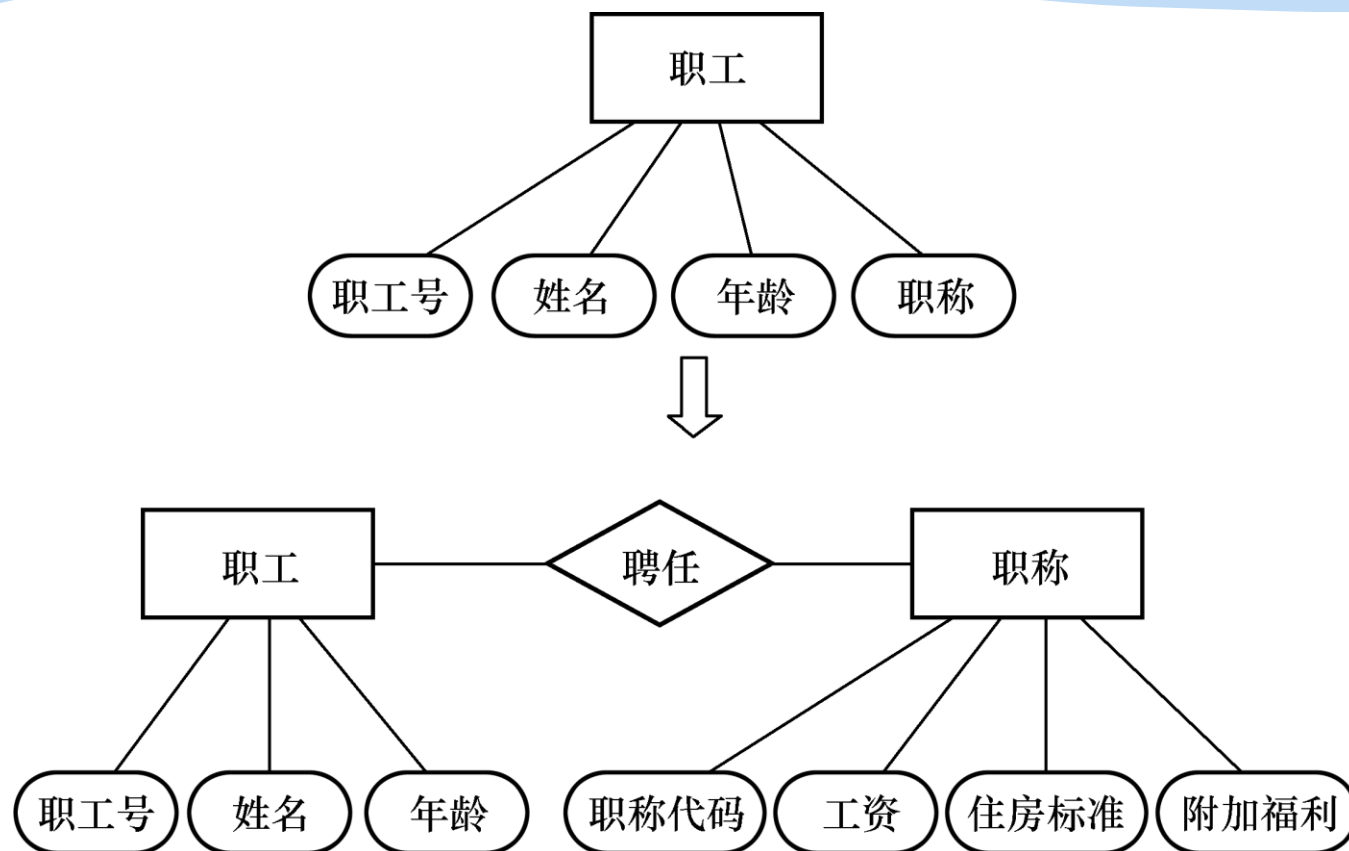 职工
职工号 姓名 年龄 职称
职工 聘任 职称
职工号 姓名 年龄 职称代码 工资 住房标准 附加福利